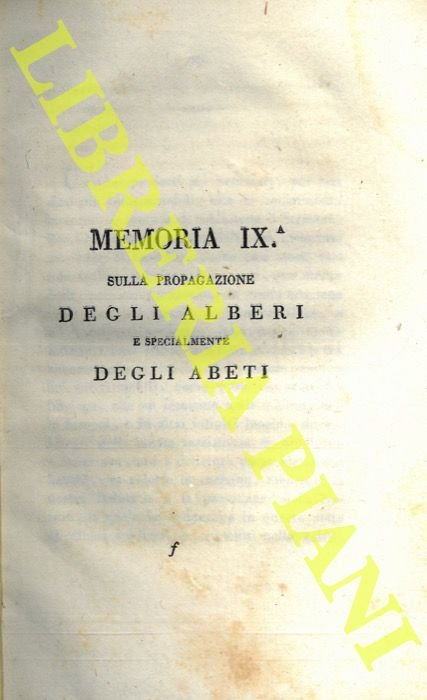 MEMORIA IX.ᴬ
SULLA PROPAGAZIONE
DEGLI ALBERI
E SPECIALMENTE
DEGLI ABETI
f
LIBRERIA PIANI